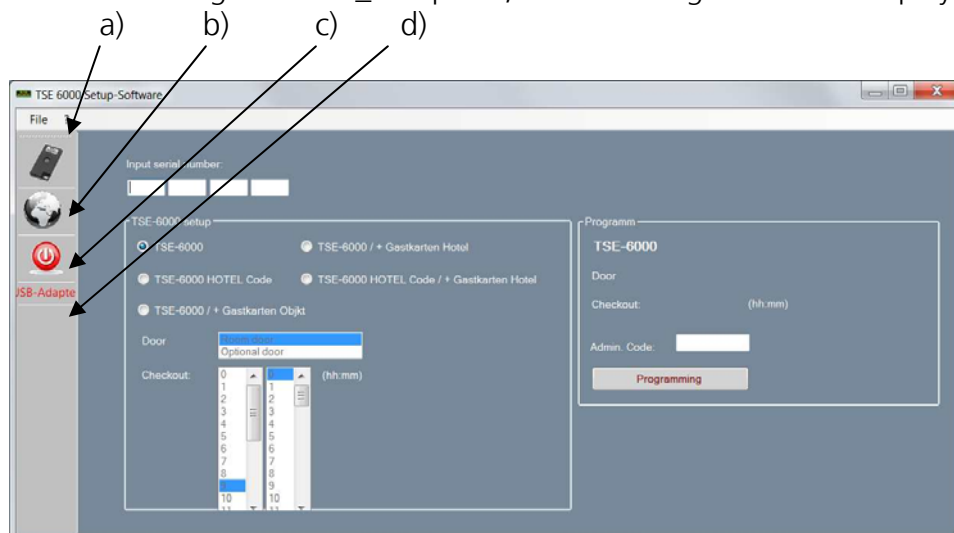 a) b) c) d)
TSE 6000 Setup-Software
File ?
Input serial number:
TSE-6000 setup
TSE-6000
TSE-6000 / + Gastkarten Hotel
TSE-6000 HOTEL Code
TSE-6000 HOTEL Code / + Gastkarten Hotel
TSE-6000 / + Gastkarten Objkt
Door
Room door
Optional door
Checkout:
0 0 (hh:mm)
1 1
2 2
3 3
4 4
5 5
6 6
7 7
8 8
9 9
10 10
Programm
TSE-6000
Door
Checkout: (hh:mm)
Admin. Code:
Programming
USB-Adapte